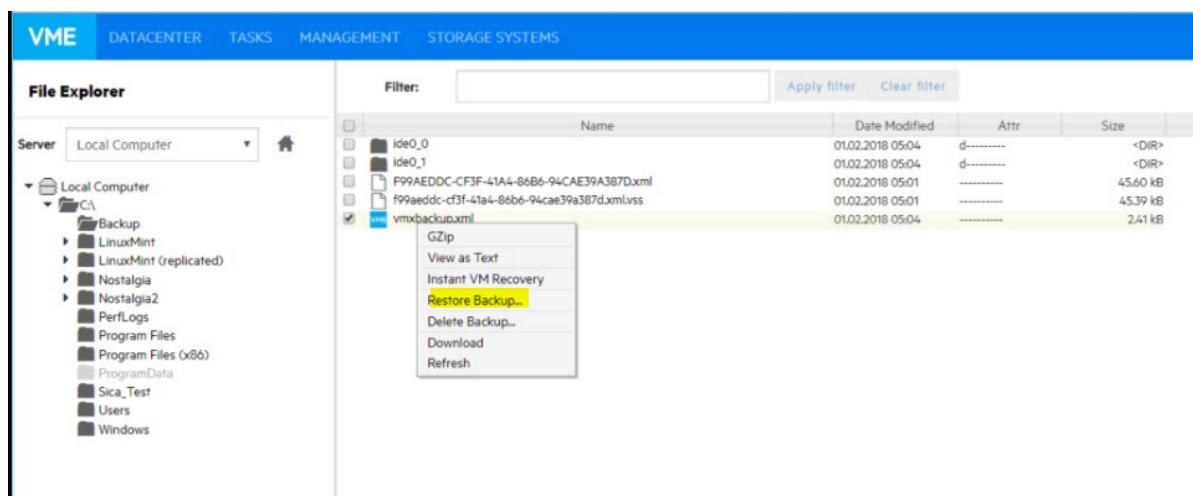 VME DATACENTER TASKS MANAGEMENT STORAGE SYSTEMS
File Explorer
Server Local Computer
Local Computer
C:\
Backup
LinuxMint
LinuxMint (replicated)
Nostalgia
Nostalgia2
PerfLogs
Program Files
Program Files (x86)
ProgramData
Sica_Test
Users
Windows
Filter: Apply filter Clear filter
Name Date Modified Attr Size
ide0_0 01.02.2018 05:04 d--------- <DIR>
ide0_1 01.02.2018 05:04 d--------- <DIR>
F99AEDDC-CF3F-41A4-86B6-94CAE39A387D.xml 01.02.2018 05:01 ---------- 45.60 kB
f99aeddc-cf3f-41a4-86b6-94cae39a387d.xml.vss 01.02.2018 05:01 ---------- 45.39 kB
VME vmxbackup.xml 01.02.2018 05:04 ---------- 2.41 kB
GZip
View as Text
Instant VM Recovery
Restore Backup...
Delete Backup...
Download
Refresh